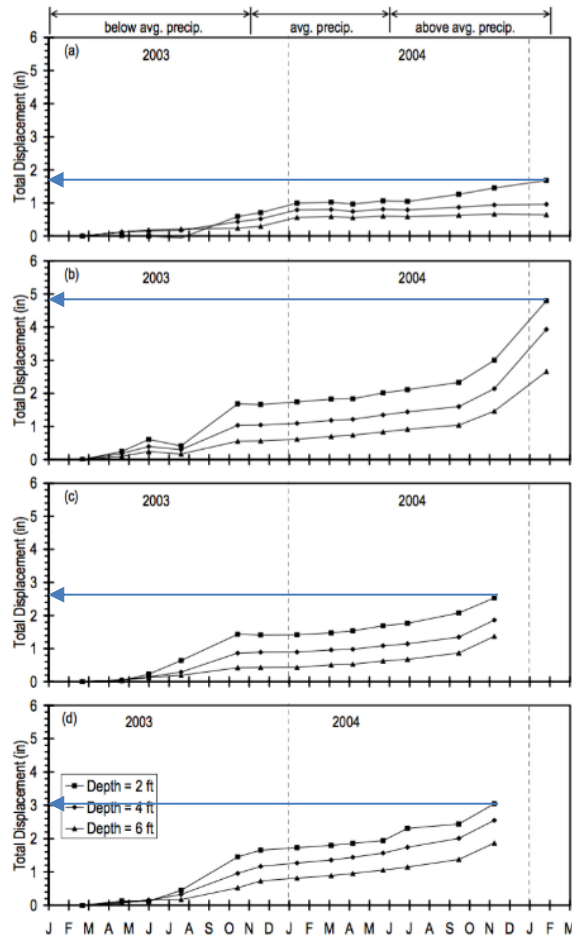 below avg. precip. avg. precip. above avg. precip.
6 (a) 2003 2004
5
4
3
2
1
0
Total Displacement (in)
6 (b) 2003 2004
5
4
3
2
1
0
Total Displacement (in)
6 (c) 2003 2004
5
4
3
2
1
0
Total Displacement (in)
6 (d) 2003 2004
5
4
3
2
1
0
Total Displacement (in)
Depth = 2 ft
Depth = 4 ft
Depth = 6 ft
J F M A M J J A S O N D J F M A M J J A S O N D J F M